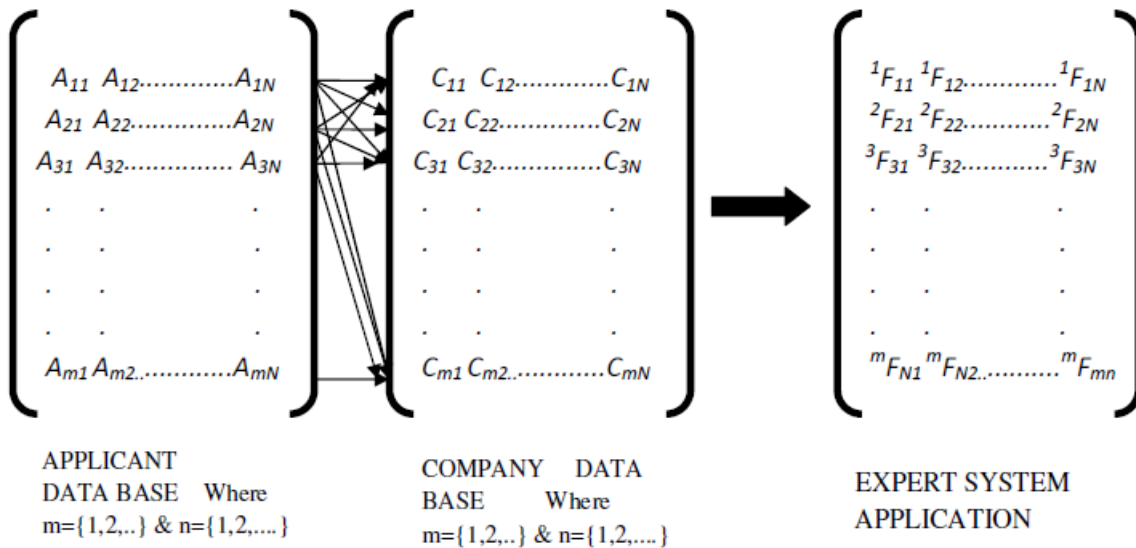 A11 A12.............A1N C11 C12.............C1N 1F11 1F12............1F1N
A21 A22.............. A2N C21 C22............. C2N 2F21 2F22............2F2N
A31 A32............. A3N C31 C32............. C3N 3F31 3F32............3F3N
. . . . . . . . .
. . . . . . . . .
. . . . . . . . .
. . . . . . . . .
Am1 Am2..............AmN Cm1 Cm2..............CmN mFN1 mFN2............mFmn
APPLICANT
DATA BASE Where
m={1,2,..} & n={1,2,....}
COMPANY DATA
BASE Where
m={1,2,..} & n={1,2,....}
EXPERT SYSTEM
APPLICATION